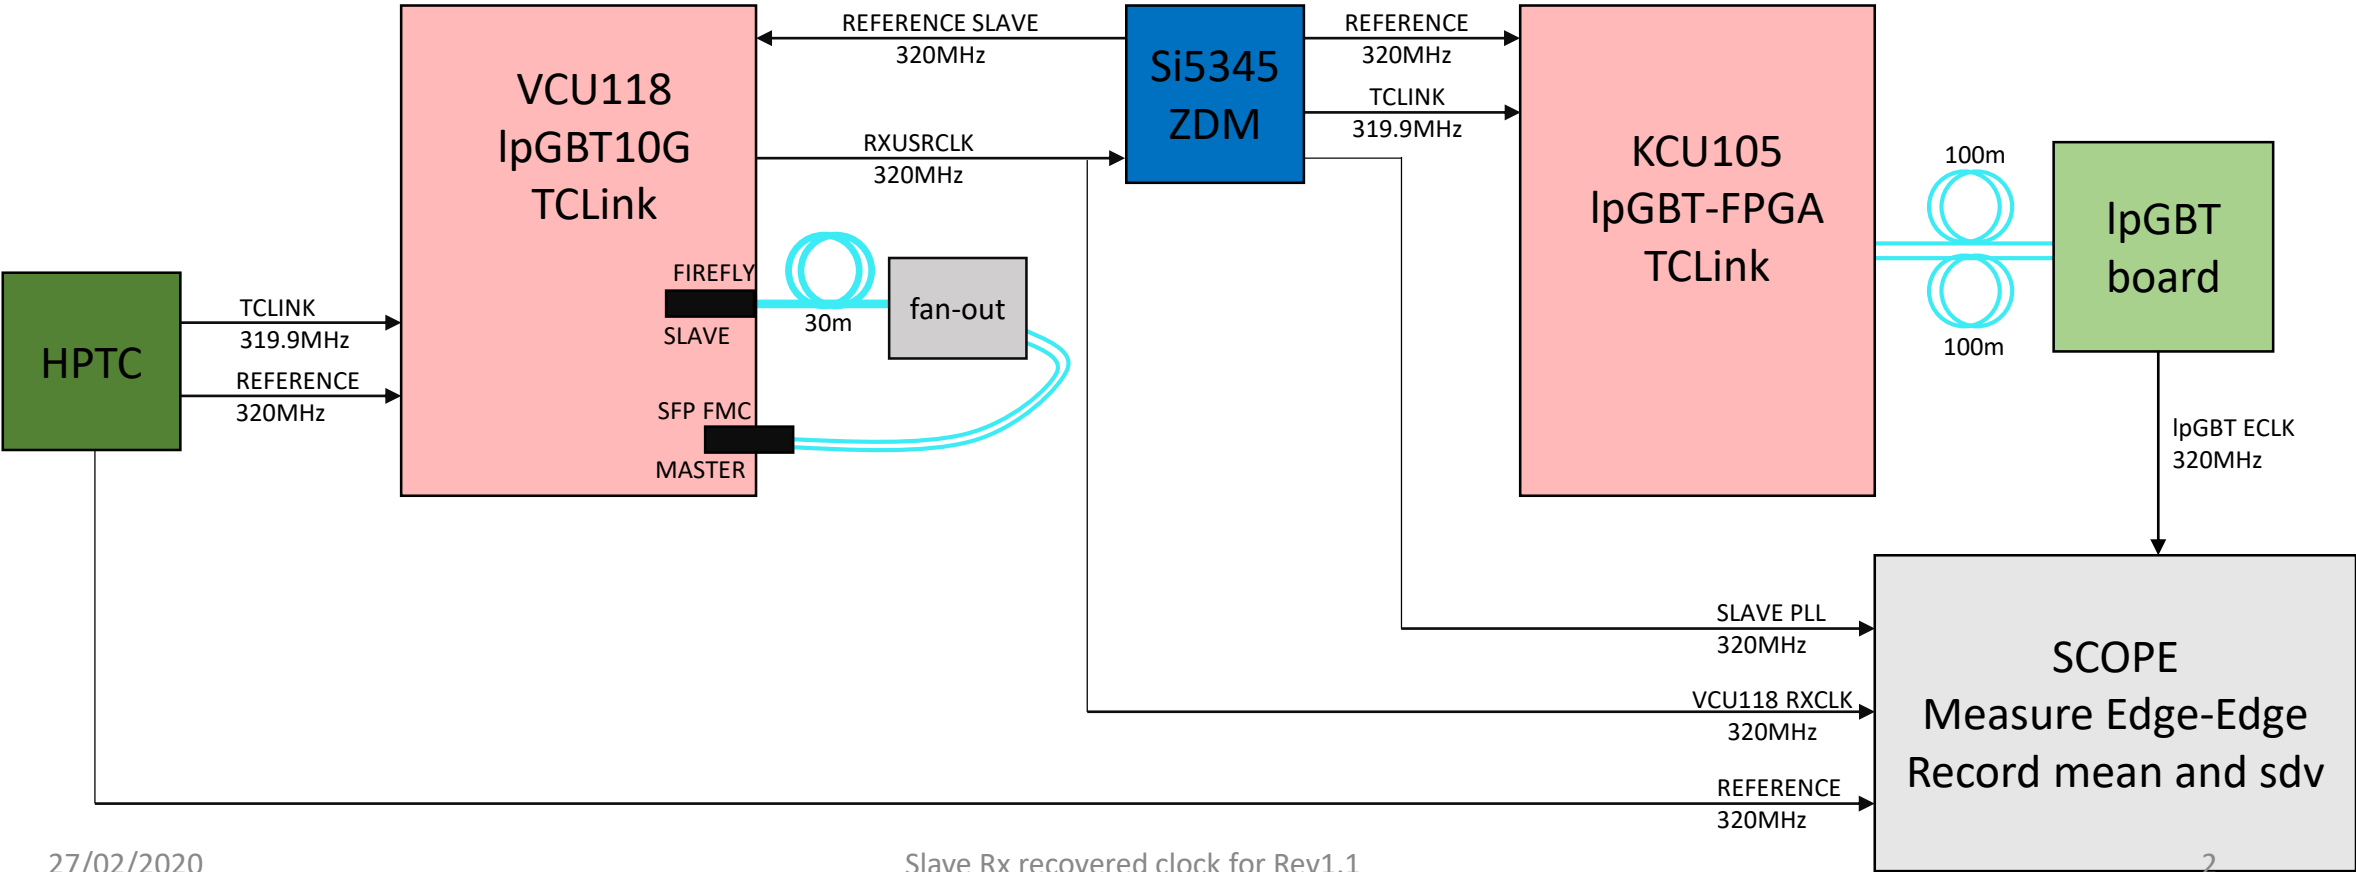 REFERENCE SLAVE
320MHz
REFERENCE
320MHz
Si5345
ZDM
VCU118
lpGBT10G
TCLink
TCLINK
319.9MHz
RXUSRCLK
320MHz
KCU105
lpGBT-FPGA
TCLink
100m
100m
lpGBT
board
FIREFLY
SLAVE
30m
fan-out
HPTC
TCLINK
319.9MHz
REFERENCE
320MHz
SFP FMC
MASTER
lpGBT ECLK
320MHz
SLAVE PLL
320MHz
VCU118 RXCLK
320MHz
REFERENCE
320MHz
SCOPE
Measure Edge-Edge
Record mean and sdv
27/02/2020
Slave Rx recovered clock for Rev1.1
2